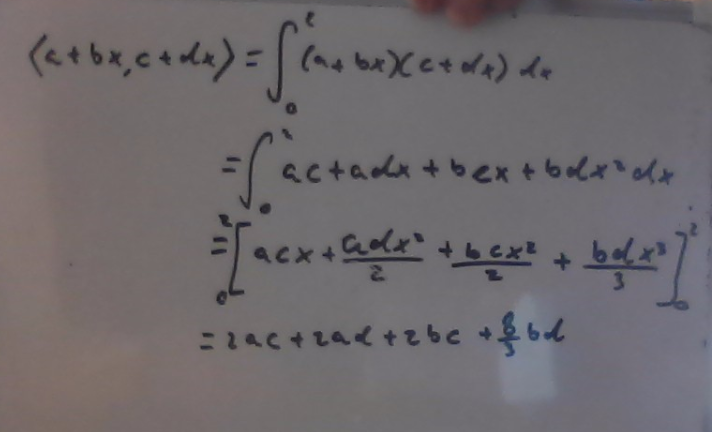 ⟨a+bx, c+dx⟩ = ∫₀² (a+bx)(c+dx) dx
= ∫₀² ac+adx+bcx+bdx² dx
= ₀²[acx + adx²/2 + bcx²/2 + bdx³/3]₀²
= 2ac+2ad+2bc+8/3 bd